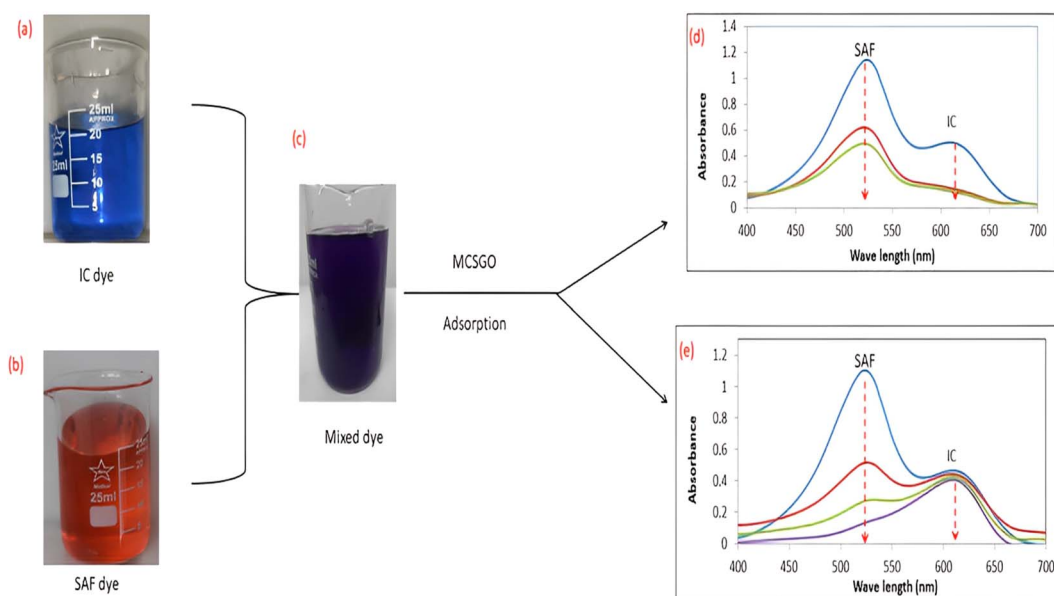 (a)
25ml
APPROX
20
15
10
5
25ml
IC dye
(b)
25ml
SAF dye
(c)
Mixed dye
MCSGO
Adsorption
(d)
SAF
IC
Absorbance
1.4
1.2
1
0.8
0.6
0.4
0.2
0
400 450 500 550 600 650 700
Wave length (nm)
(e)
SAF
IC
Absorbance
1.2
1
0.8
0.6
0.4
0.2
0
400 450 500 550 600 650 700
Wave length (nm)